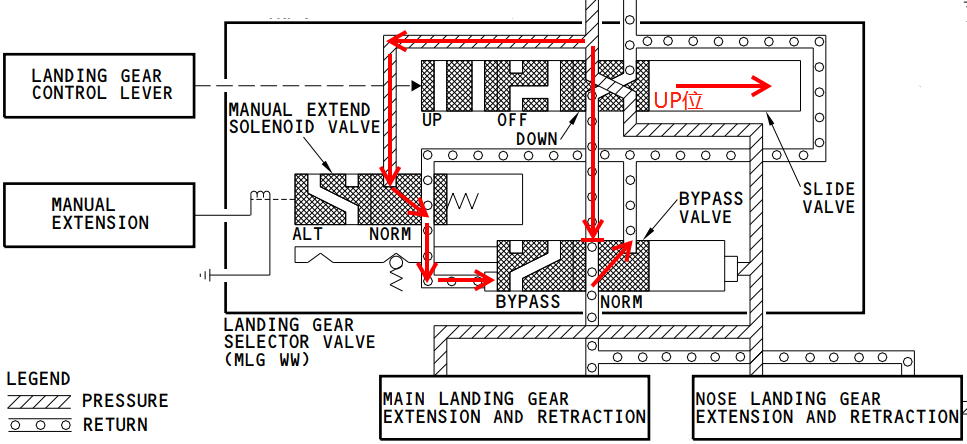 LANDING GEAR
CONTROL LEVER
MANUAL EXTEND
SOLENOID VALVE
UP
OFF
DOWN
UP位
SLIDE
VALVE
MANUAL
EXTENSION
ALT
NORM
BYPASS
VALVE
BYPASS
NORM
LANDING GEAR
SELECTOR VALVE
(MLG WW)
LEGEND
PRESSURE
RETURN
MAIN LANDING GEAR
EXTENSION AND RETRACTION
NOSE LANDING GEAR
EXTENSION AND RETRACTION